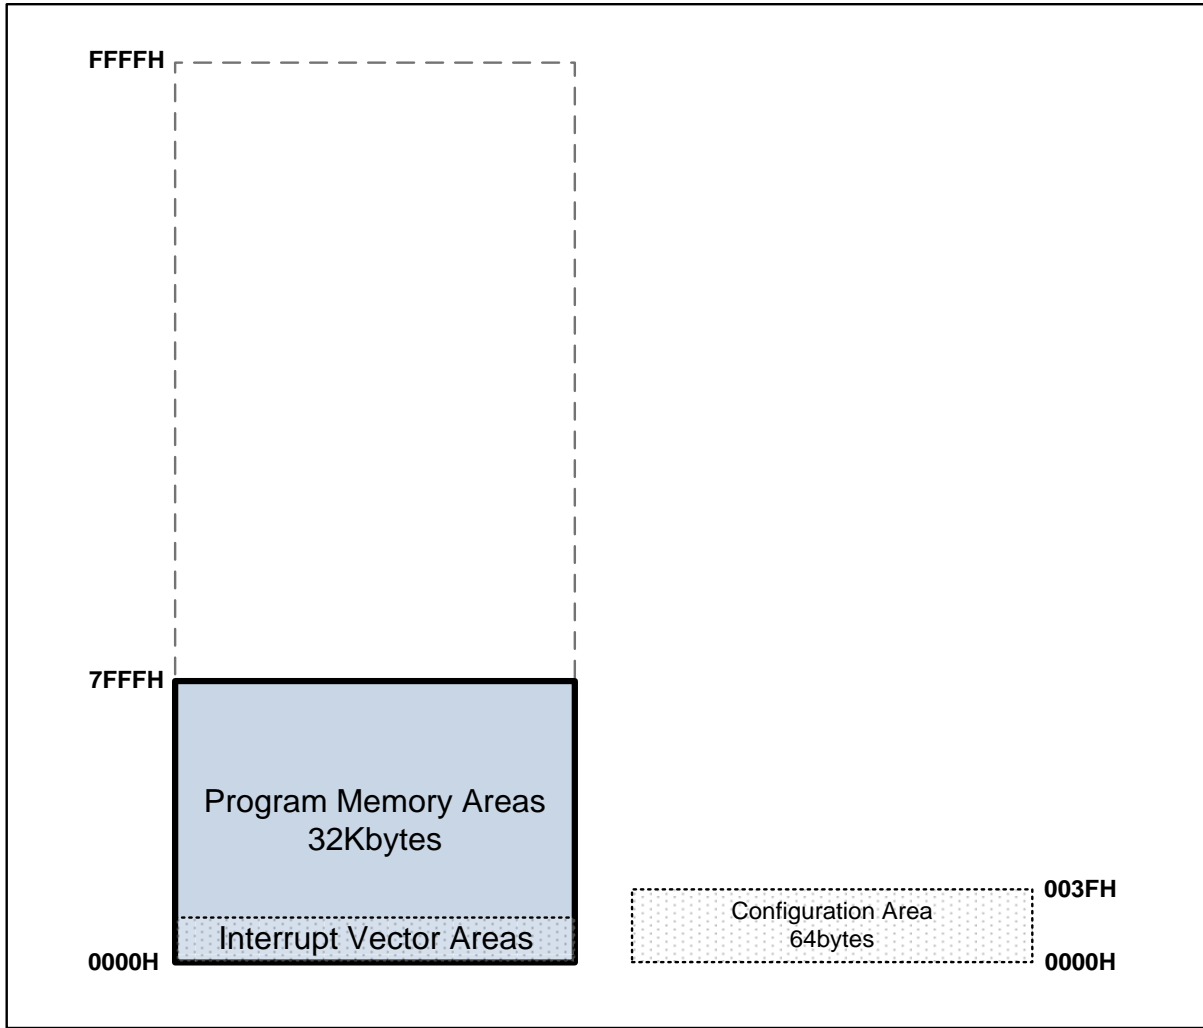 FFFFH
7FFFH
Program Memory Areas
32Kbytes
Interrupt Vector Areas
0000H
003FH
Configuration Area
64bytes
0000H